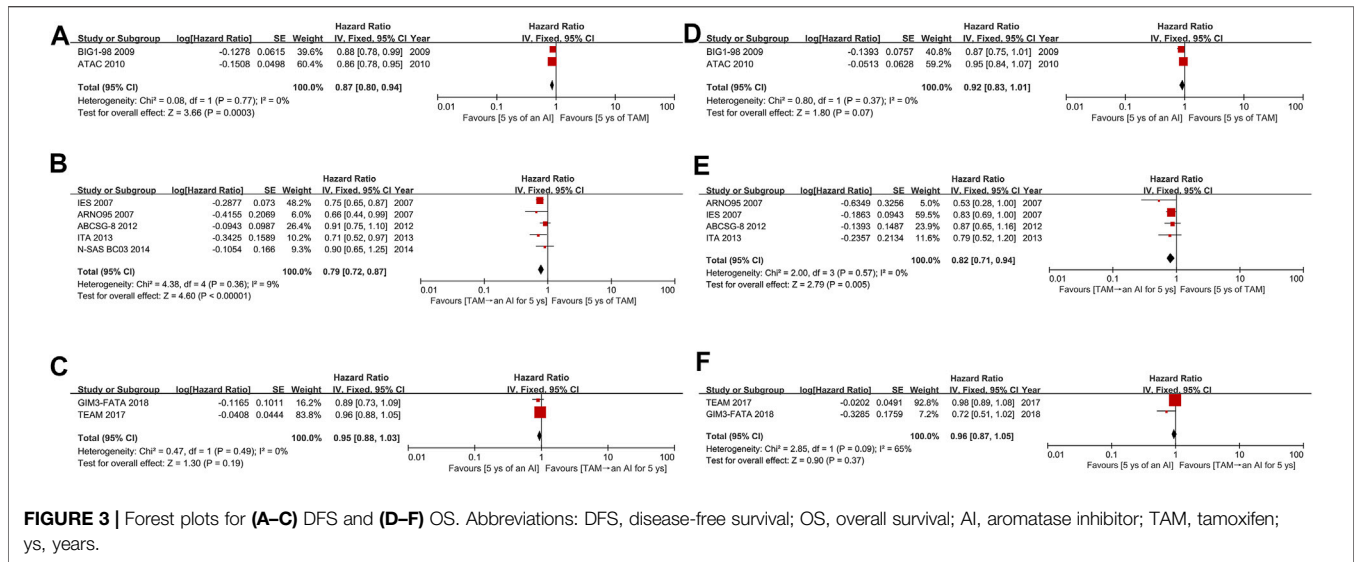 A
Hazard Ratio Hazard Ratio
Study or Subgroup log[Hazard Ratio] SE Weight IV, Fixed, 95% CI Year IV, Fixed, 95% CI
BIG1-98 2009 -0.1278 0.0615 39.6% 0.88 [0.78, 0.99] 2009
ATAC 2010 -0.1508 0.0498 60.4% 0.86 [0.78, 0.95] 2010
Total (95% CI) 100.0% 0.87 [0.80, 0.94]
Heterogeneity: Chi² = 0.08, df = 1 (P = 0.77); I² = 0%
Test for overall effect: Z = 3.66 (P = 0.0003)
0.01 0.1 1 10 100
Favours [5 ys of an AI] Favours [5 ys of TAM]
B
Hazard Ratio Hazard Ratio
Study or Subgroup log[Hazard Ratio] SE Weight IV, Fixed, 95% CI Year IV, Fixed, 95% CI
IES 2007 -0.2877 0.073 48.2% 0.75 [0.65, 0.87] 2007
ARNO95 2007 -0.4155 0.2069 6.0% 0.66 [0.44, 0.99] 2007
ABCSG-8 2012 -0.0943 0.0987 26.4% 0.91 [0.75, 1.10] 2012
ITA 2013 -0.3425 0.1589 10.2% 0.71 [0.52, 0.97] 2013
N-SAS BC03 2014 -0.1054 0.166 9.3% 0.90 [0.65, 1.25] 2014
Total (95% CI) 100.0% 0.79 [0.72, 0.87]
Heterogeneity: Chi² = 4.38, df = 4 (P = 0.36); I² = 9%
Test for overall effect: Z = 4.60 (P < 0.00001)
0.01 0.1 1 10 100
Favours [TAM→an AI for 5 ys] Favours [5 ys of TAM]
C
Hazard Ratio Hazard Ratio
Study or Subgroup log[Hazard Ratio] SE Weight IV, Fixed, 95% CI IV, Fixed, 95% CI
GIM3-FATA 2018 -0.1165 0.1011 16.2% 0.89 [0.73, 1.09]
TEAM 2017 -0.0408 0.0444 83.8% 0.96 [0.88, 1.05]
Total (95% CI) 100.0% 0.95 [0.88, 1.03]
Heterogeneity: Chi² = 0.47, df = 1 (P = 0.49); I² = 0%
Test for overall effect: Z = 1.30 (P = 0.19)
0.01 0.1 1 10 100
Favours [5 ys of an AI] Favours [TAM→an AI for 5 ys]
D
Hazard Ratio Hazard Ratio
Study or Subgroup log[Hazard Ratio] SE Weight IV, Fixed, 95% CI Year IV, Fixed, 95% CI
BIG1-98 2009 -0.1393 0.0757 40.8% 0.87 [0.75, 1.01] 2009
ATAC 2010 -0.0513 0.0628 59.2% 0.95 [0.84, 1.07] 2010
Total (95% CI) 100.0% 0.92 [0.83, 1.01]
Heterogeneity: Chi² = 0.80, df = 1 (P = 0.37); I² = 0%
Test for overall effect: Z = 1.80 (P = 0.07)
0.01 0.1 1 10 100
Favours [5 ys of an AI] Favours [5 ys of TAM]
E
Hazard Ratio Hazard Ratio
Study or Subgroup log[Hazard Ratio] SE Weight IV, Fixed, 95% CI Year IV, Fixed, 95% CI
ARNO95 2007 -0.6349 0.3256 5.0% 0.53 [0.28, 1.00] 2007
IES 2007 -0.1863 0.0943 59.5% 0.83 [0.69, 1.00] 2007
ABCSG-8 2012 -0.1393 0.1487 23.9% 0.87 [0.65, 1.16] 2012
ITA 2013 -0.2357 0.2134 11.6% 0.79 [0.52, 1.20] 2013
Total (95% CI) 100.0% 0.82 [0.71, 0.94]
Heterogeneity: Chi² = 2.00, df = 3 (P = 0.57); I² = 0%
Test for overall effect: Z = 2.79 (P = 0.005)
0.01 0.1 1 10 100
Favours [TAM→an AI for 5 ys] Favours [5 ys of TAM]
F
Hazard Ratio Hazard Ratio
Study or Subgroup log[Hazard Ratio] SE Weight IV, Fixed, 95% CI Year IV, Fixed, 95% CI
TEAM 2017 -0.0202 0.0491 92.8% 0.98 [0.89, 1.08] 2017
GIM3-FATA 2018 -0.3285 0.1759 7.2% 0.72 [0.51, 1.02] 2018
Total (95% CI) 100.0% 0.96 [0.87, 1.05]
Heterogeneity: Chi² = 2.85, df = 1 (P = 0.09); I² = 65%
Test for overall effect: Z = 0.90 (P = 0.37)
0.01 0.1 1 10 100
Favours [5 ys of an AI] Favours [TAM→an AI for 5 ys]
FIGURE 3 | Forest plots for (A–C) DFS and (D–F) OS. Abbreviations: DFS, disease-free survival; OS, overall survival; AI, aromatase inhibitor; TAM, tamoxifen;
ys, years.